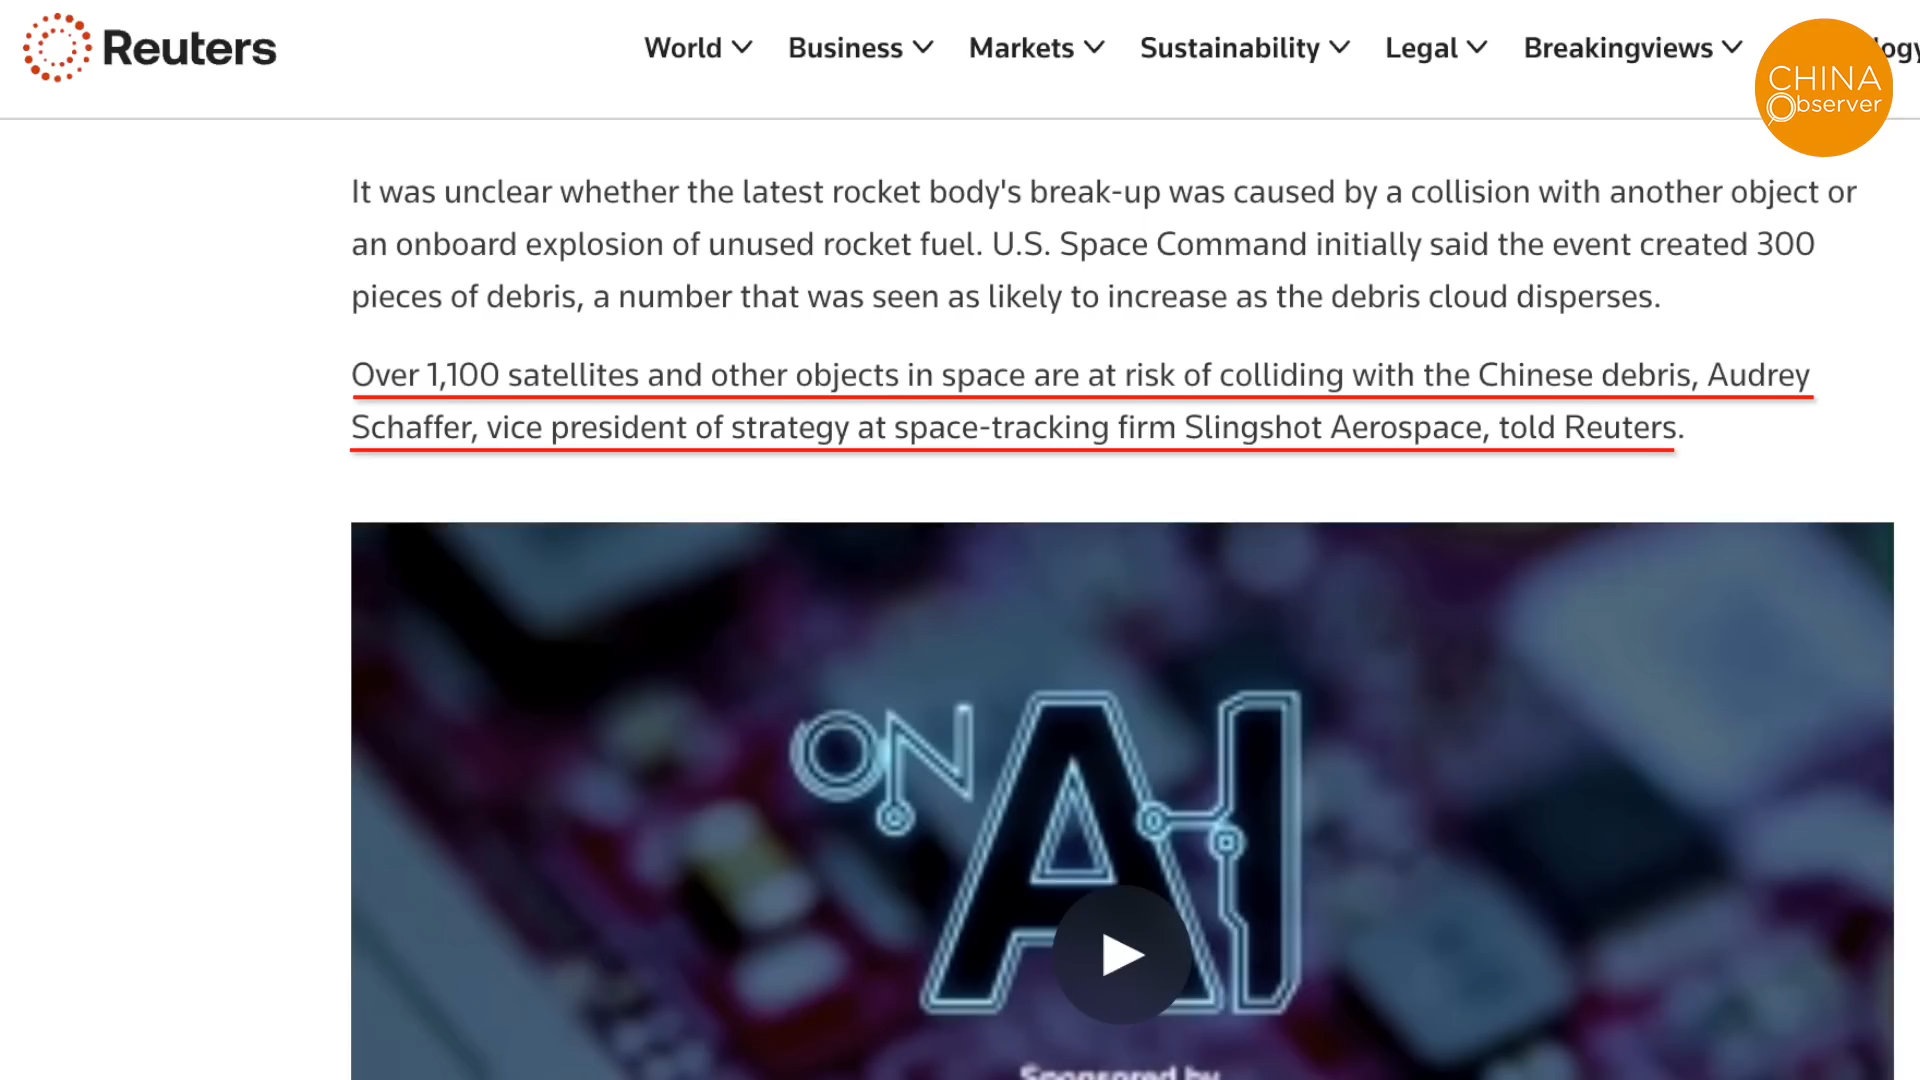 Reuters
World Business Markets Sustainability Legal Breakingviews
CHINA
Observer
It was unclear whether the latest rocket body's break-up was caused by a collision with another object or
an onboard explosion of unused rocket fuel. U.S. Space Command initially said the event created 300
pieces of debris, a number that was seen as likely to increase as the debris cloud disperses.
Over 1,100 satellites and other objects in space are at risk of colliding with the Chinese debris, Audrey
Schaffer, vice president of strategy at space-tracking firm Slingshot Aerospace, told Reuters.
ON AI
Sponsored by